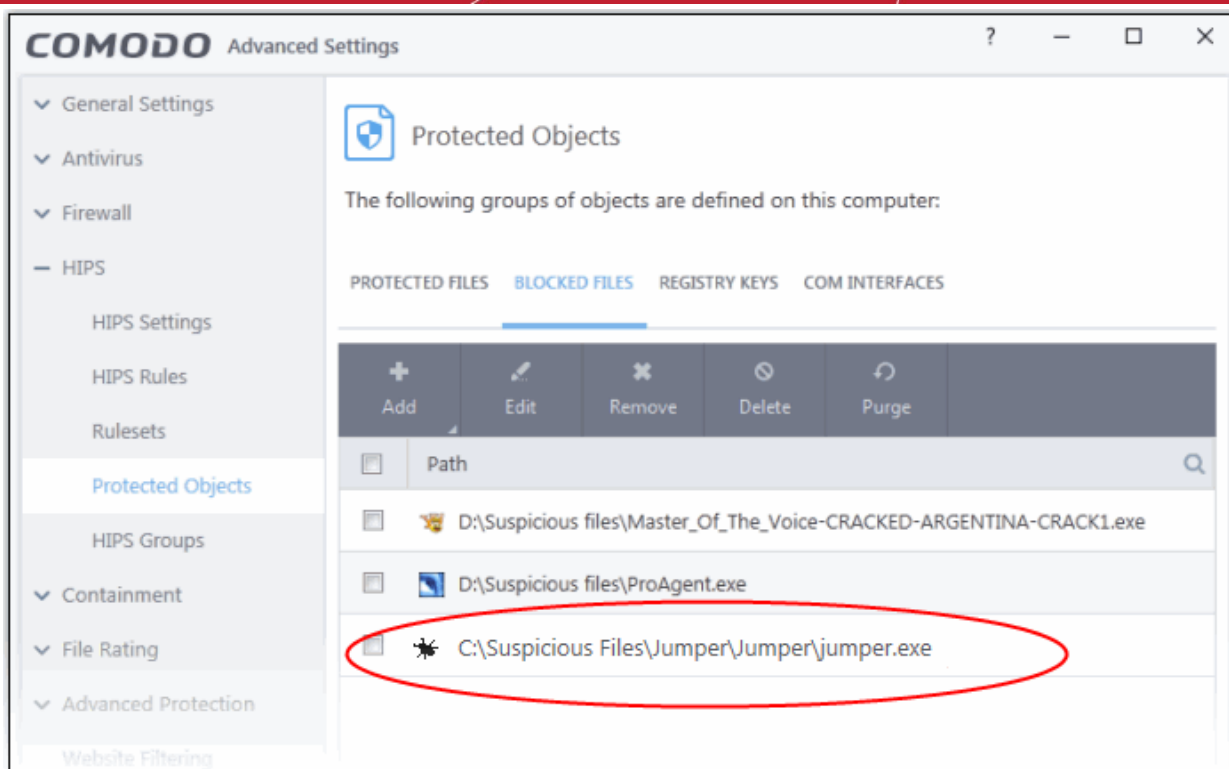 COMODO Advanced Settings ?
General Settings
Antivirus
Firewall
HIPS
HIPS Settings
HIPS Rules
Rulesets
Protected Objects
HIPS Groups
Containment
File Rating
Advanced Protection
Website Filtering
Protected Objects
The following groups of objects are defined on this computer:
PROTECTED FILES BLOCKED FILES REGISTRY KEYS COM INTERFACES
Add Edit Remove Delete Purge
Path
D:\Suspicious files\Master_Of_The_Voice-CRACKED-ARGENTINA-CRACK1.exe
D:\Suspicious files\ProAgent.exe
C:\Suspicious Files\Jumper\Jumper\jumper.exe